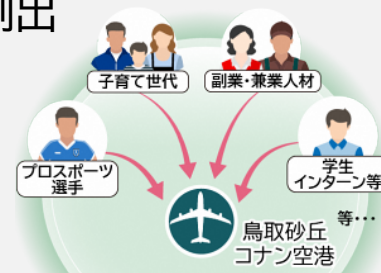 創出
子育て世代
副業・兼業人材
プロスポーツ
選手
学生
インターン等
等・・・
鳥取砂丘
コナン空港